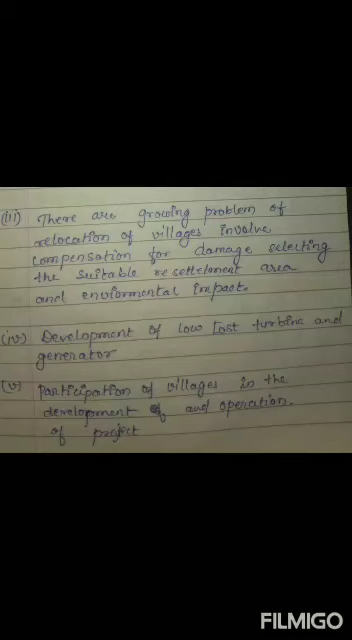 (iii) There are growing problem of
relocation of villages involve
compensation for damage selecting
the suitable resettlement area
and enviormental impact.
(iv) Development of low cost turbine and
generator
(v) Participation of villages in the
development and operation.
of project
FILMIGO